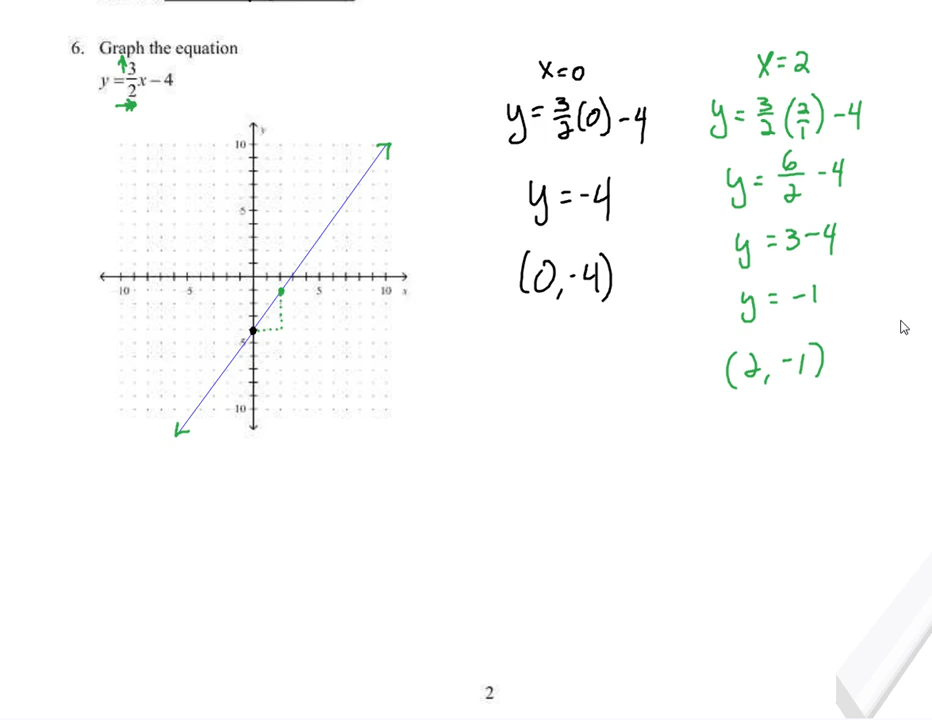 6. Graph the equation
y = 3/2 x − 4
y
10
5
-10
-5
5
10
x
-5
-10
x=0
y = 3/2 (0) − 4
y = -4
(0, -4)
x = 2
y = 3/2 (2/1) − 4
y = 6/2 − 4
y = 3 − 4
y = −1
(2, −1)
2